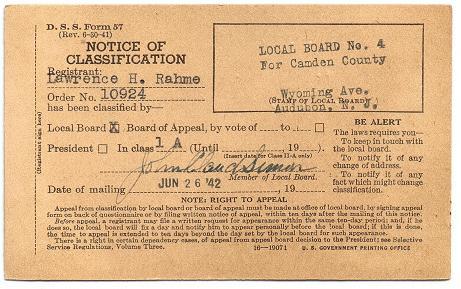 D. S. S. Form 57
(Rev. 6-30-41)
NOTICE OF
CLASSIFICATION
Registrant:
Lawrence H. Rahme
Order No. 10924
has been classified by—
LOCAL BOARD No. 4
For Camden County
Wyoming Ave.
(STAMP OF LOCAL BOARD)
Audubon, N. J.
Local Board X Board of Appeal, by vote of to
President In class 1 A (Until , 19 )
(Insert date for Class II-A only)
Member of Local Board.
Date of mailing JUN 26 '42 , 19
(Registrant must sign here)
BE ALERT
The laws requires you—
To keep in touch with
the local board.
To notify it of any
change of address.
To notify it of any
fact which might change
classification.
NOTE: RIGHT TO APPEAL
Appeal from classification by local board or board of appeal must be made at office of local board, by signing appeal
form on back of questionnaire or by filing written notice of appeal, within ten days after the mailing of this notice.
Before appeal, a registrant may file a written request for appearance within the same ten-day period; and, if he
does so, the local board will fix a day and notify him to appear personally before the local board; if this is done,
the time to appeal is extended to ten days beyond the day set by the local board for such appearance.
There is a right in certain dependency cases, of appeal from appeal board decision to the President; see Selective
Service Regulations, Volume Three.
16—19071 U. S. GOVERNMENT PRINTING OFFICE